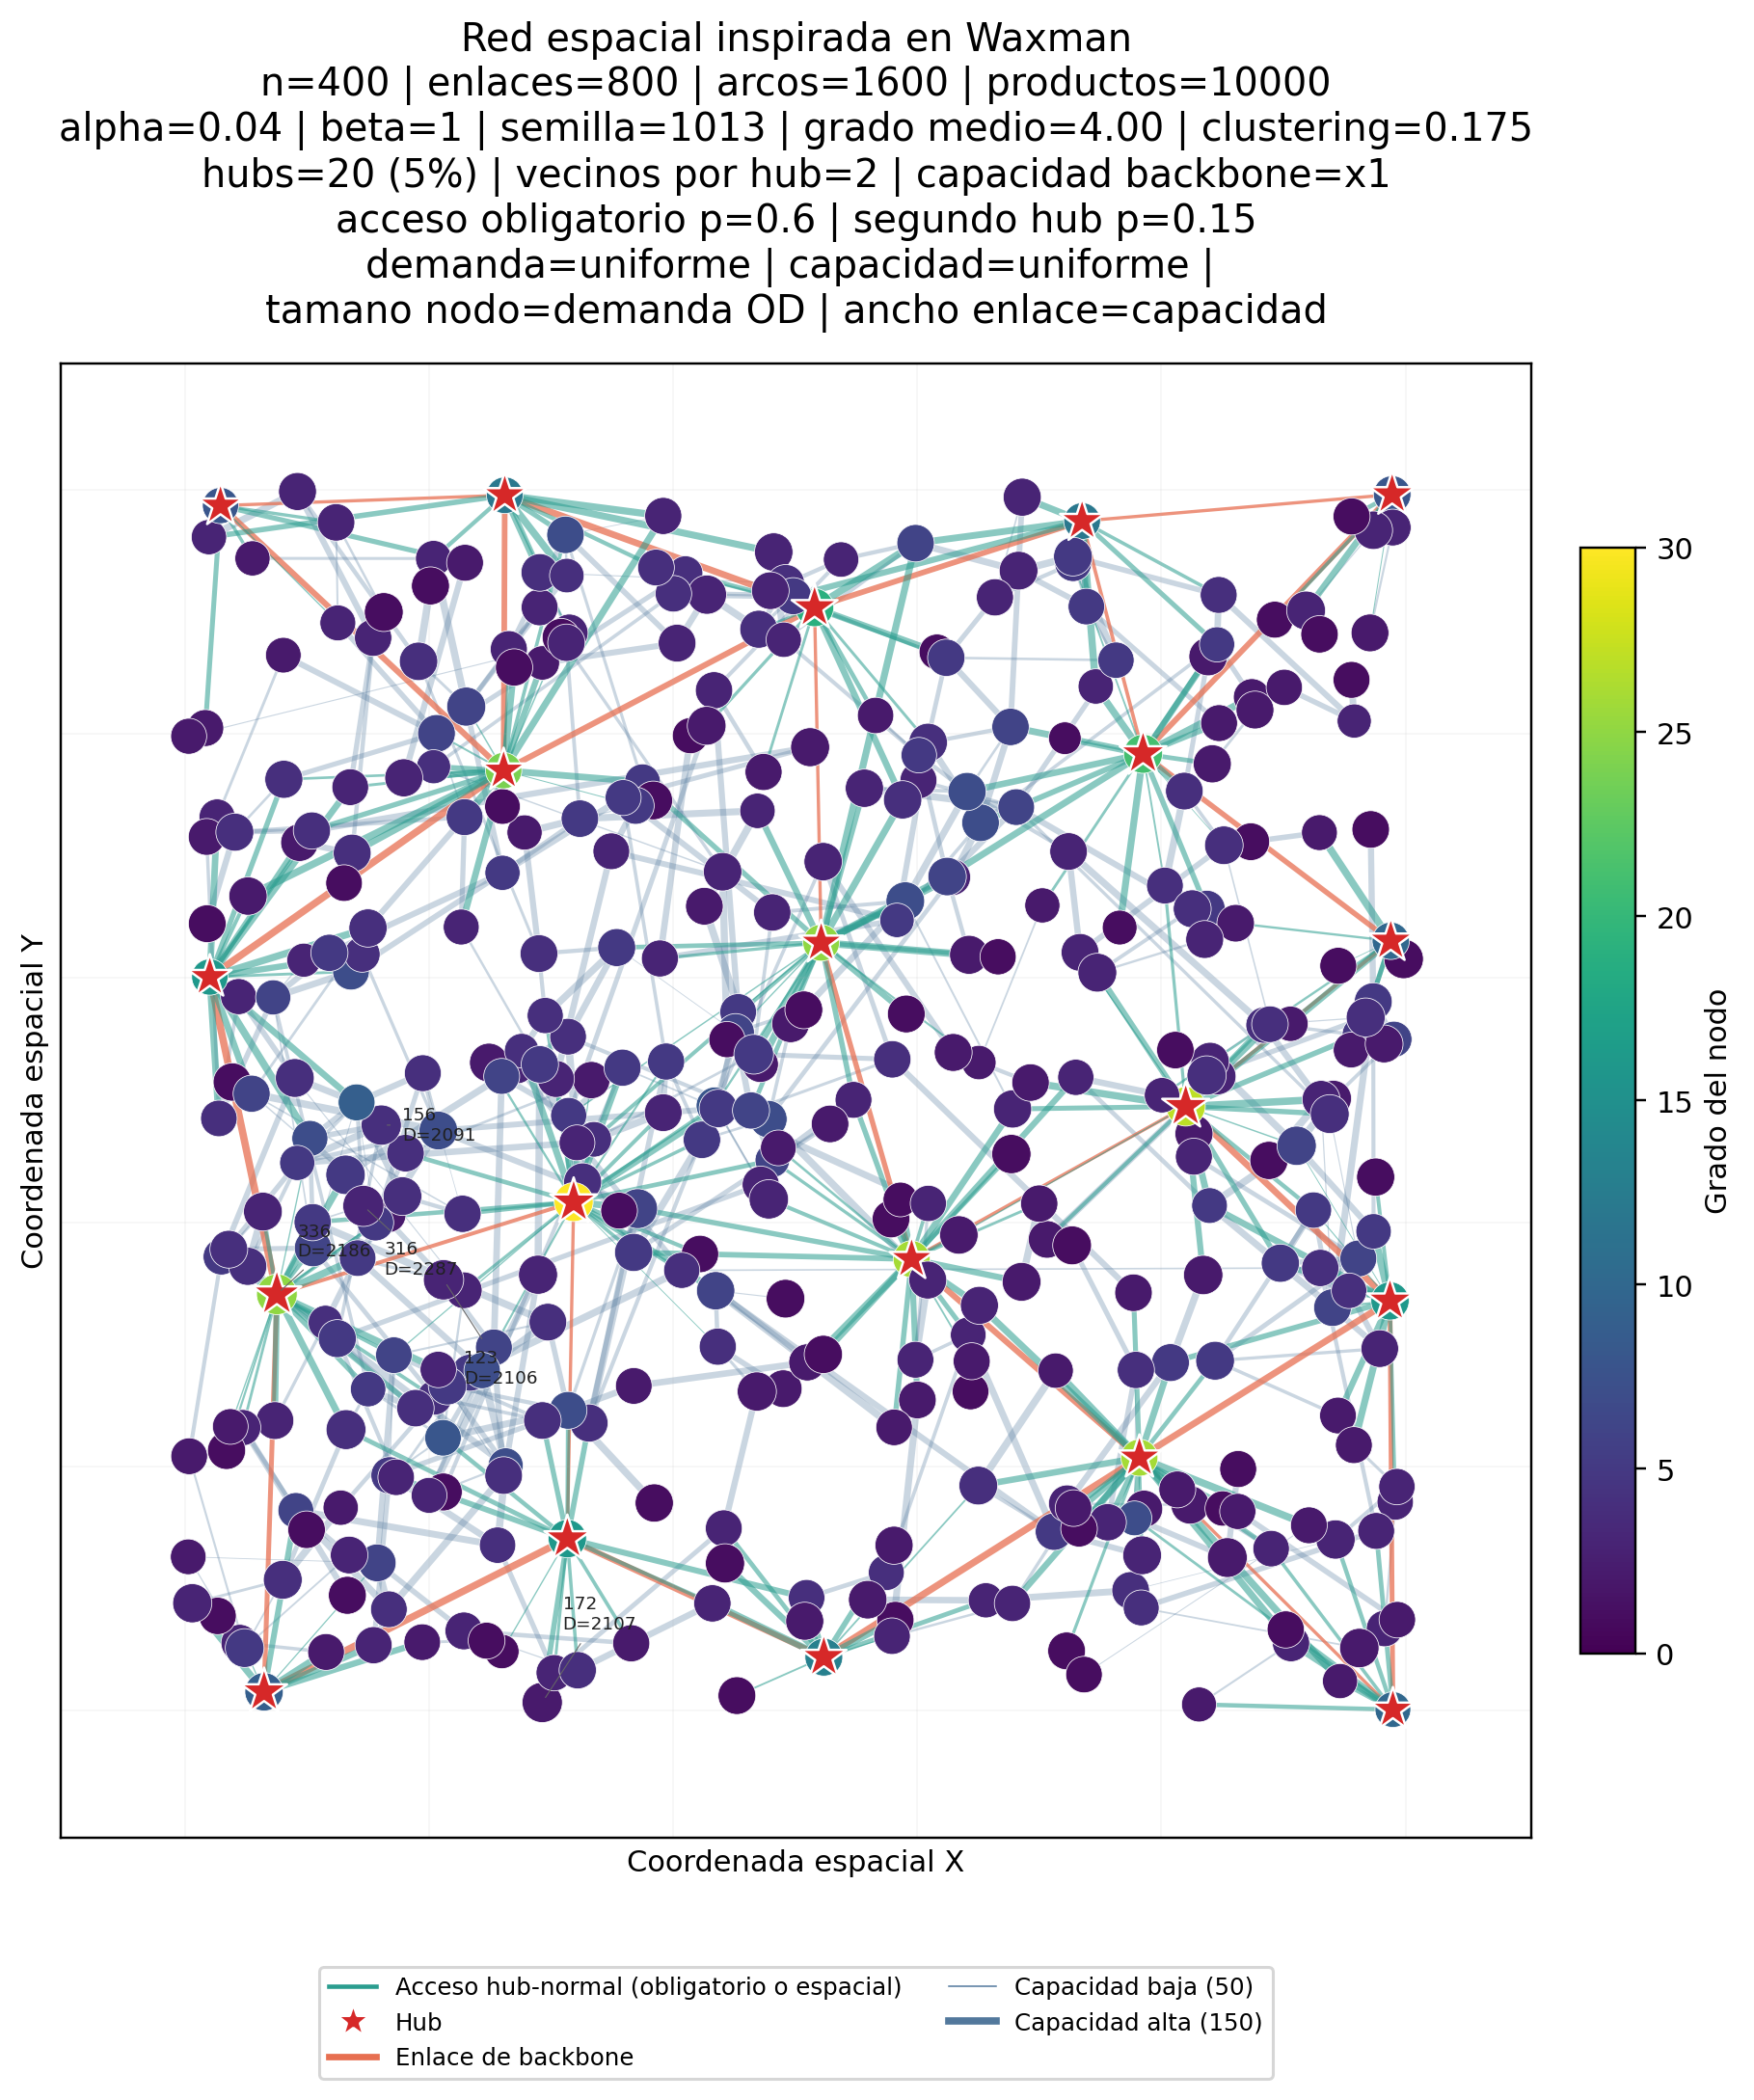 Red espacial inspirada en Waxman
n=400 | enlaces=800 | arcos=1600 | productos=10000
alpha=0.04 | beta=1 | semilla=1013 | grado medio=4.00 | clustering=0.175
hubs=20 (5%) | vecinos por hub=2 | capacidad backbone=x1
acceso obligatorio p=0.6 | segundo hub p=0.15
demanda=uniforme | capacidad=uniforme |
tamano nodo=demanda OD | ancho enlace=capacidad
Coordenada espacial Y
156
D=2091
336
D=2186
316
D=2287
123
D=2106
172
D=2107
Coordenada espacial X
30
25
20
15
10
5
0
Grado del nodo
Acceso hub-normal (obligatorio o espacial)
Hub
Enlace de backbone
Capacidad baja (50)
Capacidad alta (150)